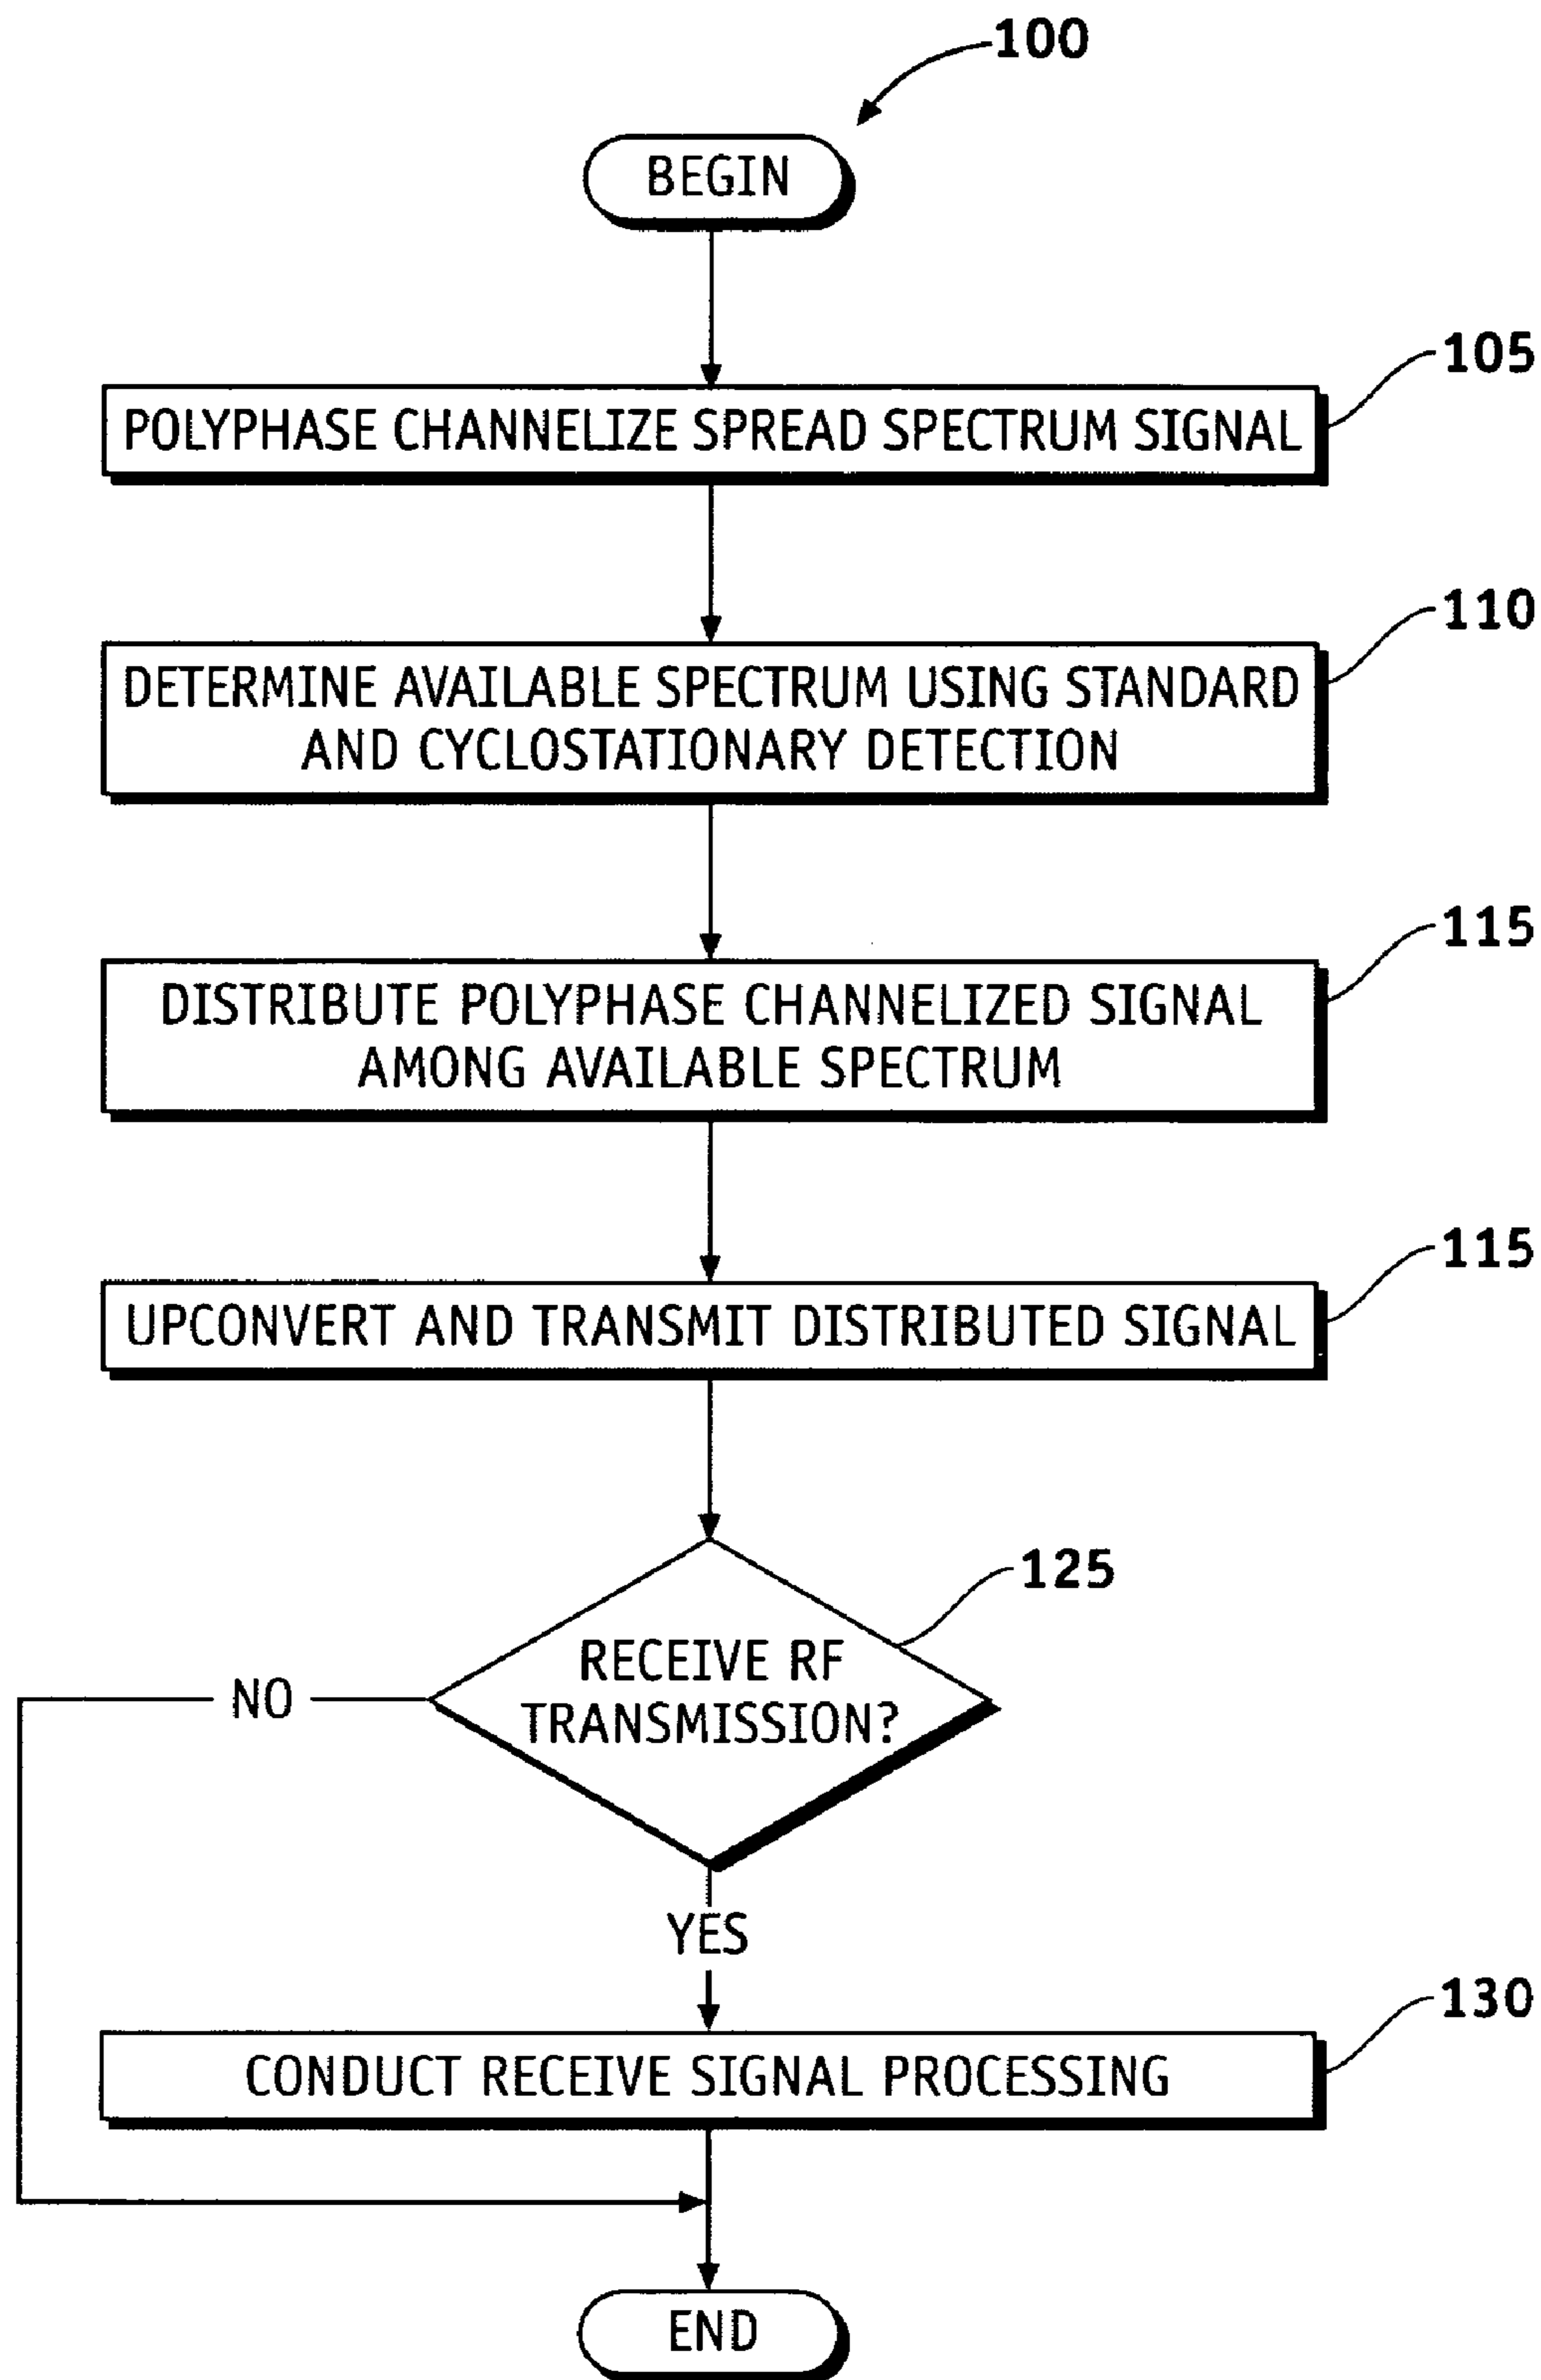 100
BEGIN
105
POLYPHASE CHANNELIZE SPREAD SPECTRUM SIGNAL
110
DETERMINE AVAILABLE SPECTRUM USING STANDARD
AND CYCLOSTATIONARY DETECTION
115
DISTRIBUTE POLYPHASE CHANNELIZED SIGNAL
AMONG AVAILABLE SPECTRUM
115
UPCONVERT AND TRANSMIT DISTRIBUTED SIGNAL
125
RECEIVE RF
TRANSMISSION?
NO
YES
130
CONDUCT RECEIVE SIGNAL PROCESSING
END